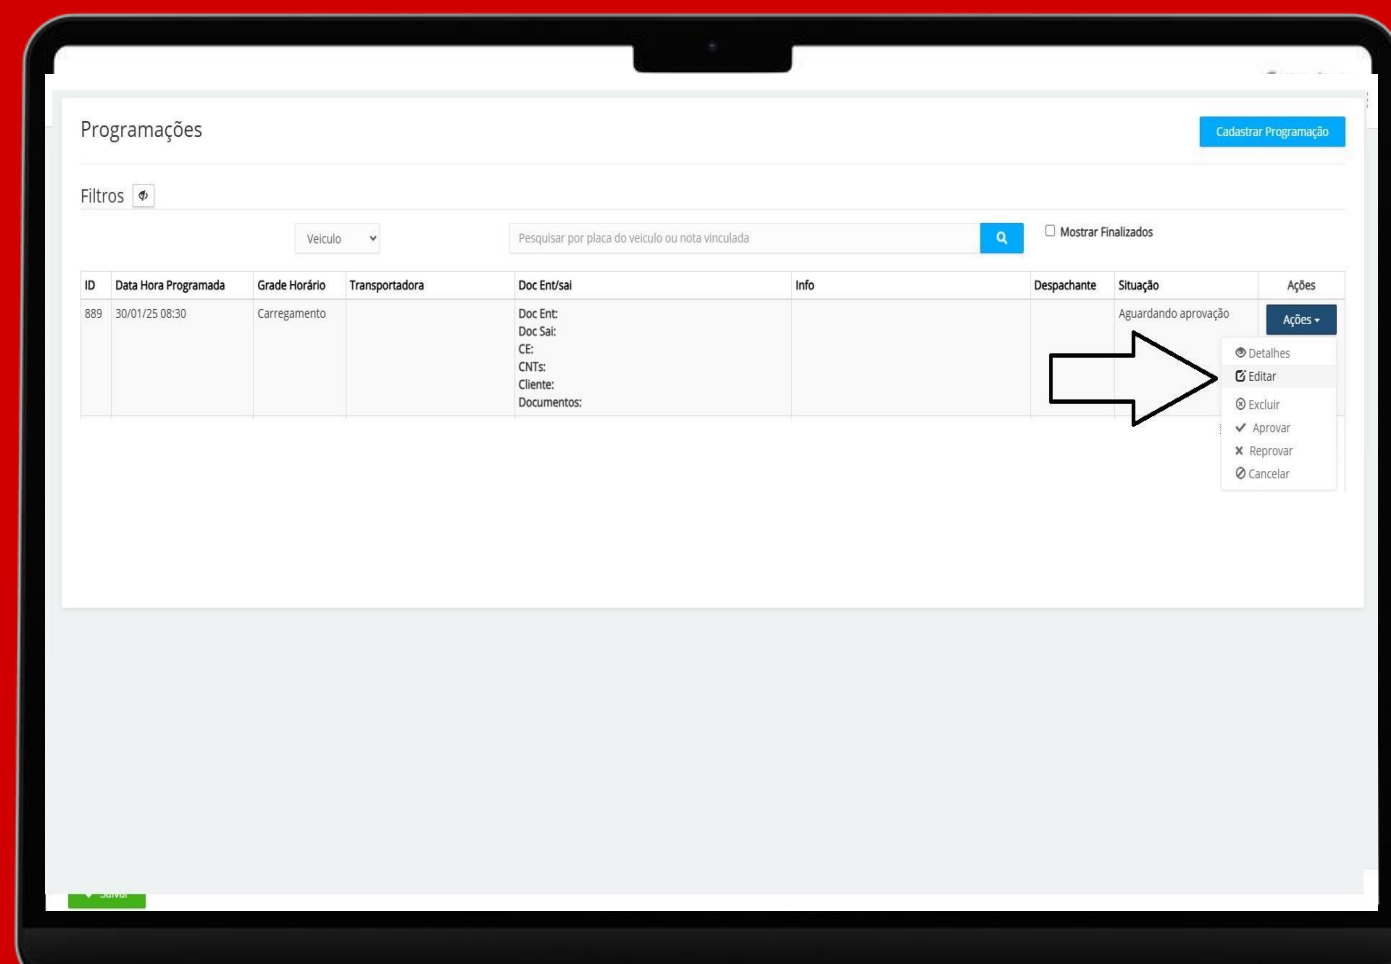 Programações
Cadastrar Programação
Filtros
Veiculo
Pesquisar por placa do veiculo ou nota vinculada
Mostrar Finalizados
ID Data Hora Programada Grade Horário Transportadora Doc Ent/sai Info Despachante Situação Ações
889 30/01/25 08:30 Carregamento Doc Ent: Aguardando aprovação Ações
Doc Sai:
CE:
CNTs:
Cliente:
Documentos:
Detalhes
Editar
Excluir
Aprovar
Reprovar
Cancelar